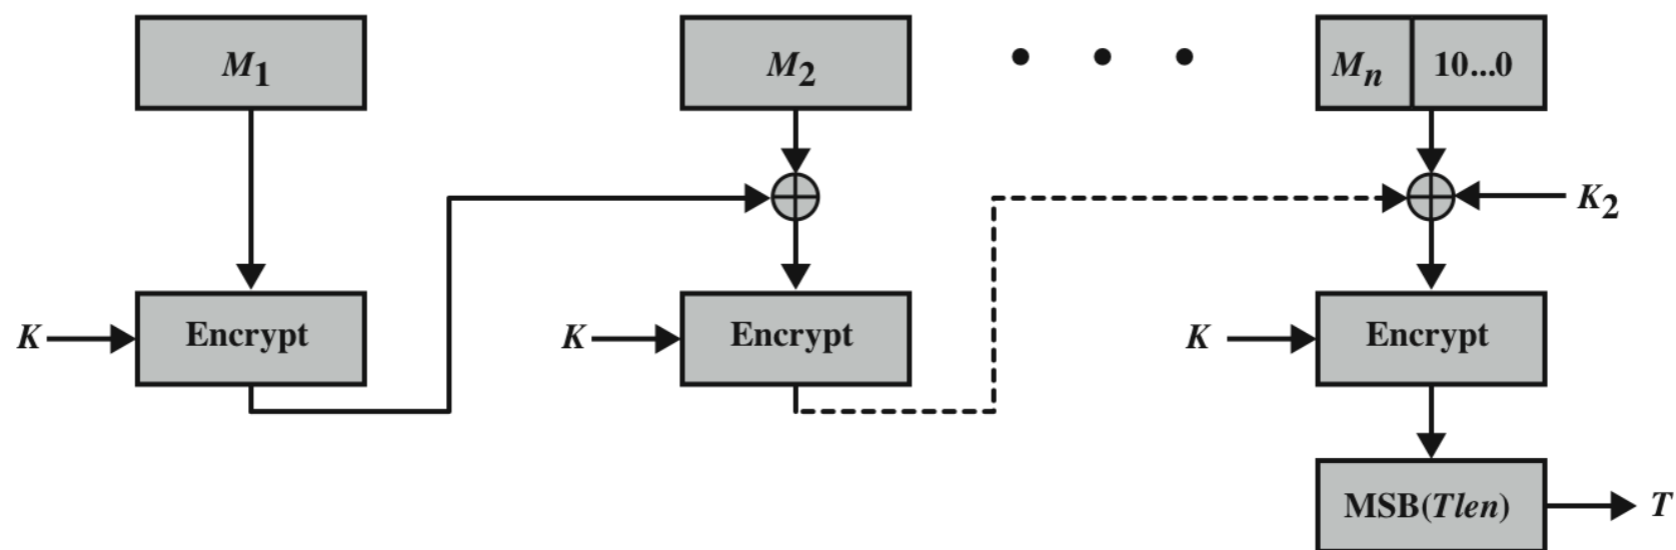 M1
M2
• • •
Mn 10...0
K2
K
Encrypt
K
Encrypt
K
Encrypt
MSB(Tlen)
T